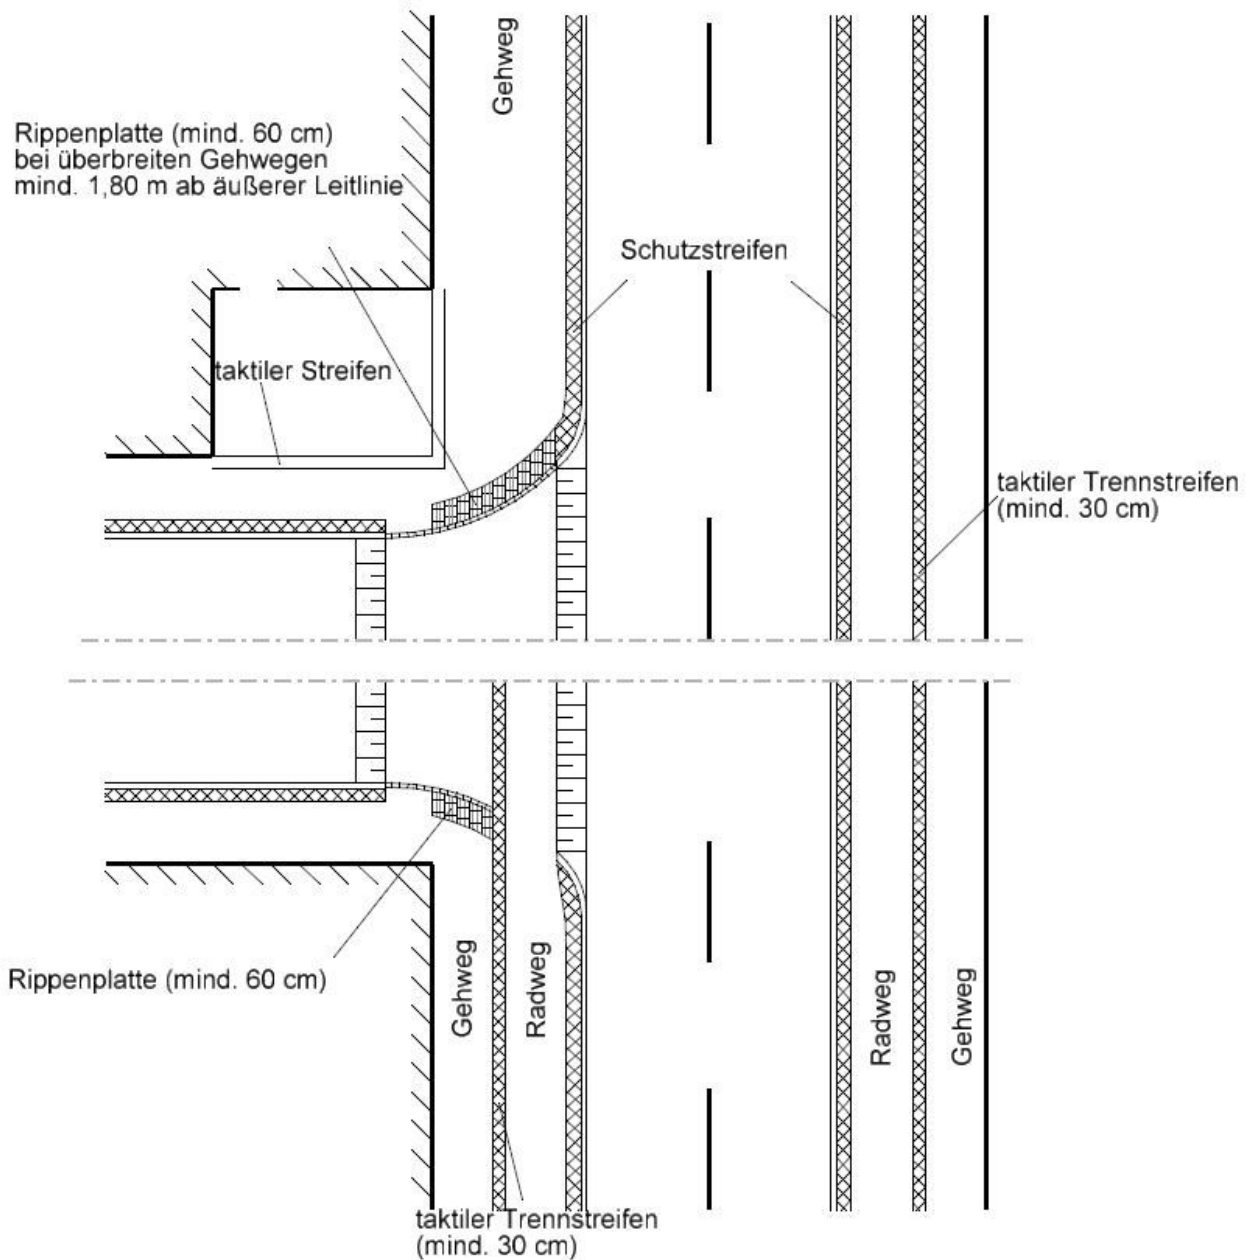 Gehweg
Rippenplatte (mind. 60 cm)
bei überbreiten Gehwegen
mind. 1,80 m ab äußerer Leitlinie
Schutzstreifen
taktiler Streifen
taktiler Trennstreifen
(mind. 30 cm)
Rippenplatte (mind. 60 cm)
Gehweg
Radweg
Radweg
Gehweg
taktiler Trennstreifen
(mind. 30 cm)